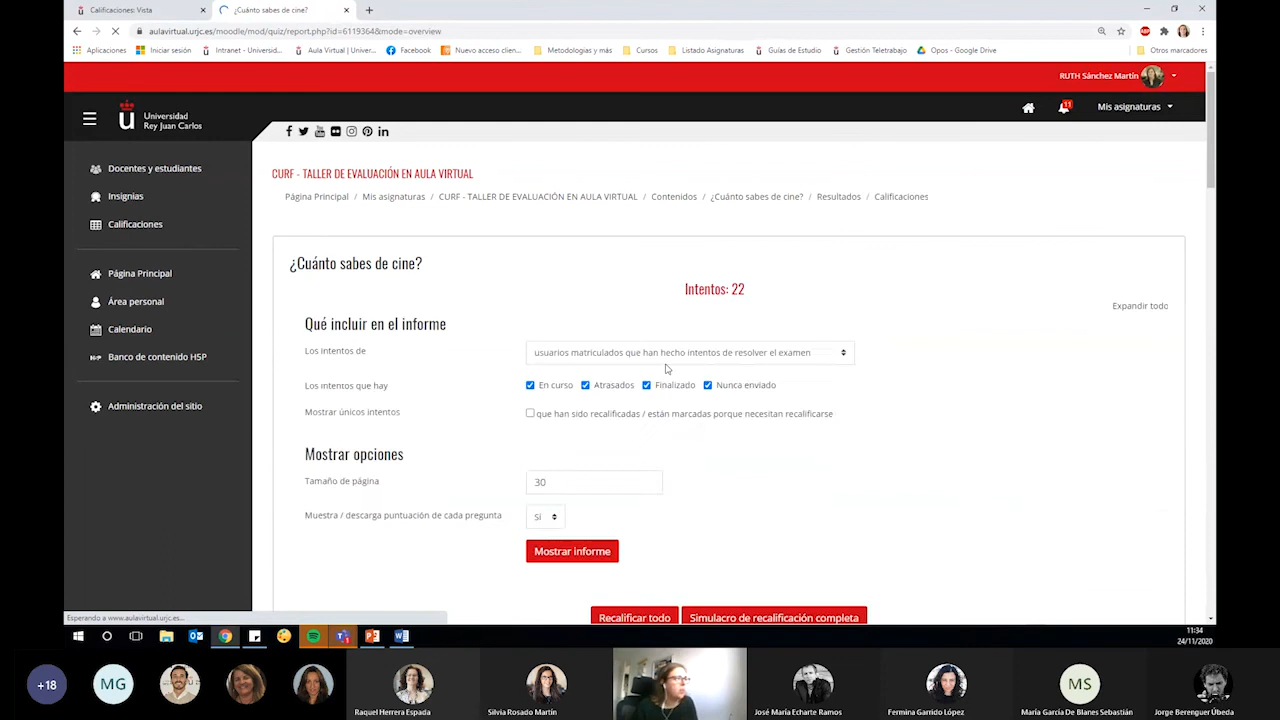 Calificaciones: Vista
¿Cuánto sabes de cine?
aulavirtual.urjc.es/moodle/mod/quiz/report.php?id=6119364&mode=overview
Aplicaciones
Iniciar sesión
Intranet - Universid...
Aula Virtual | Univer...
Facebook
Nuevo acceso clien...
Metodologías y más
Cursos
Listado Asignaturas
Guías de Estudio
Gestión Teletrabajo
Opos - Google Drive
Otros marcadores
RUTH Sánchez Martín
Universidad
Rey Juan Carlos
11
Mis asignaturas
Docentes y estudiantes
Insignias
Calificaciones
Página Principal
Área personal
Calendario
H-P Banco de contenido H5P
Administración del sitio
CURF - TALLER DE EVALUACIÓN EN AULA VIRTUAL
Página Principal / Mis asignaturas / CURF - TALLER DE EVALUACIÓN EN AULA VIRTUAL / Contenidos / ¿Cuánto sabes de cine? / Resultados / Calificaciones
¿Cuánto sabes de cine?
Intentos: 22
Expandir todo
Qué incluir en el informe
Los intentos de
usuarios matriculados que han hecho intentos de resolver el examen
Los intentos que hay
En curso Atrasados Finalizado Nunca enviado
Mostrar únicos intentos
que han sido recalificadas / están marcadas porque necesitan recalificarse
Mostrar opciones
Tamaño de página
30
Muestra / descarga puntuación de cada pregunta
Sí
Mostrar informe
Recalificar todo
Simulacro de recalificación completa
Esperando a www.aulavirtual.urjc.es...
11:34
24/11/2020
+18
MG
Raquel Herrera Espada
Silvia Rosado Martín
José María Echarte Ramos
Fermina Garrido López
MS
María García De Blanes Sebastián
Jorge Berenguer Úbeda